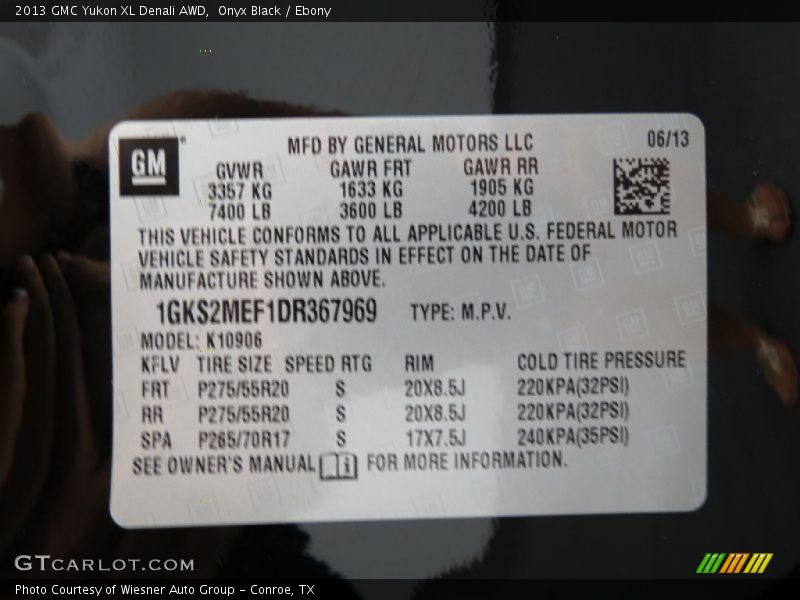 2013 GMC Yukon XL Denali AWD,  Onyx Black / Ebony
GM
MFD BY GENERAL MOTORS LLC 06/13
GVWR GAWR FRT GAWR RR
3357 KG 1633 KG 1905 KG
7400 LB 3600 LB 4200 LB
THIS VEHICLE CONFORMS TO ALL APPLICABLE U.S. FEDERAL MOTOR
VEHICLE SAFETY STANDARDS IN EFFECT ON THE DATE OF
MANUFACTURE SHOWN ABOVE.
1GKS2MEF1DR367969 TYPE: M.P.V.
MODEL: K10906
KFLV TIRE SIZE SPEED RTG RIM COLD TIRE PRESSURE
FRT P275/55R20 S 20X8.5J 220KPA(32PSI)
RR P275/55R20 S 20X8.5J 220KPA(32PSI)
SPA P265/70R17 S 17X7.5J 240KPA(35PSI)
SEE OWNER'S MANUAL FOR MORE INFORMATION.
GTCARLOT.COM
Photo Courtesy of Wiesner Auto Group - Conroe, TX